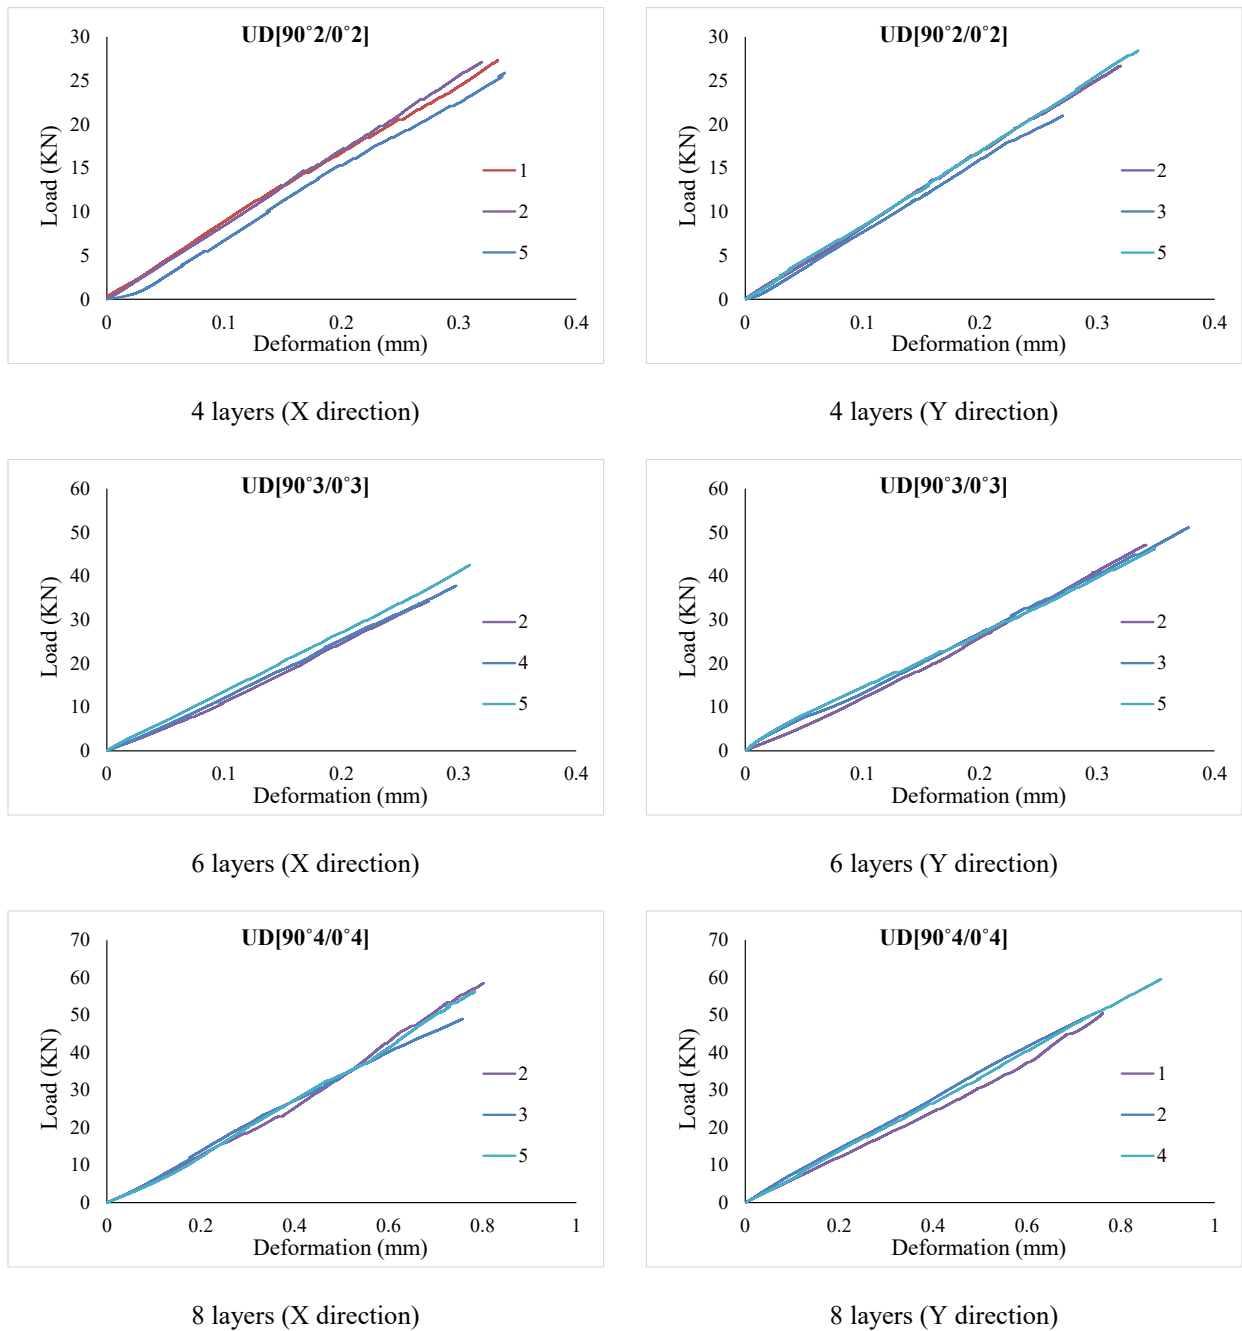 UD[90˚2/0˚2]
Load (KN)
30
25
20
15
10
5
0
1
2
5
0 0.1 0.2 0.3 0.4
Deformation (mm)
4 layers (X direction)
UD[90˚2/0˚2]
Load (KN)
30
25
20
15
10
5
0
2
3
5
0 0.1 0.2 0.3 0.4
Deformation (mm)
4 layers (Y direction)
UD[90˚3/0˚3]
Load (KN)
60
50
40
30
20
10
0
2
4
5
0 0.1 0.2 0.3 0.4
Deformation (mm)
6 layers (X direction)
UD[90˚3/0˚3]
Load (KN)
60
50
40
30
20
10
0
2
3
5
0 0.1 0.2 0.3 0.4
Deformation (mm)
6 layers (Y direction)
UD[90˚4/0˚4]
Load (KN)
70
60
50
40
30
20
10
0
2
3
5
0 0.2 0.4 0.6 0.8 1
Deformation (mm)
8 layers (X direction)
UD[90˚4/0˚4]
Load (KN)
70
60
50
40
30
20
10
0
1
2
4
0 0.2 0.4 0.6 0.8 1
Deformation (mm)
8 layers (Y direction)